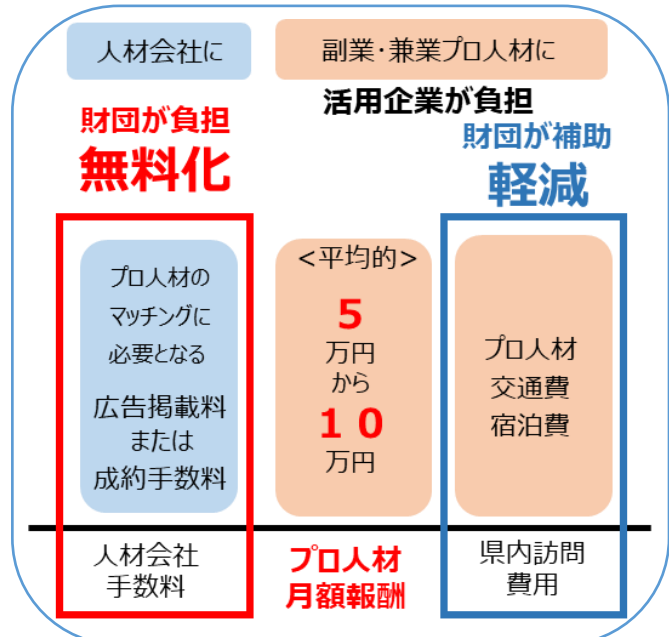 人材会社に
副業・兼業プロ人材に
活用企業が負担
財団が負担
無料化
財団が補助
軽減
プロ人材の
マッチングに
必要となる
広告掲載料
または
成約手数料
＜平均的＞
５
万円
から
１０
万円
プロ人材
交通費
宿泊費
人材会社
手数料
プロ人材
月額報酬
県内訪問
費用